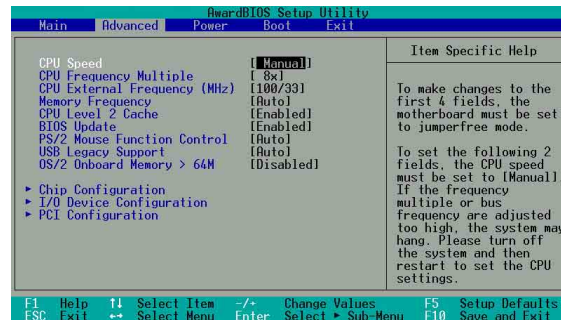 AwardBIOS Setup Utility
Main Advanced Power Boot Exit
Item Specific Help
CPU Speed [ Manual]
CPU Frequency Multiple [ 8x]
CPU External Frequency (MHz) [100/33]
Memory Frequency [Auto]
CPU Level 2 Cache [Enabled]
BIOS Update [Enabled]
PS/2 Mouse Function Control [Auto]
USB Legacy Support [Auto]
OS/2 Onboard Memory > 64M [Disabled]
▸ Chip Configuration
▸ I/O Device Configuration
▸ PCI Configuration
To make changes to the
first 4 fields, the
motherboard must be set
to jumperfree mode.
To set the following 2
fields, the CPU speed
must be set to [Manual]
If the frequency
multiple or bus
frequency are adjusted
too high, the system may
hang. Please turn off
the system and then
restart to set the CPU
settings.
F1 Help ↑↓ Select Item -/+ Change Values F5 Setup Defaults
ESC Exit ↔ Select Menu Enter Select ▸ Sub-Menu F10 Save and Exit